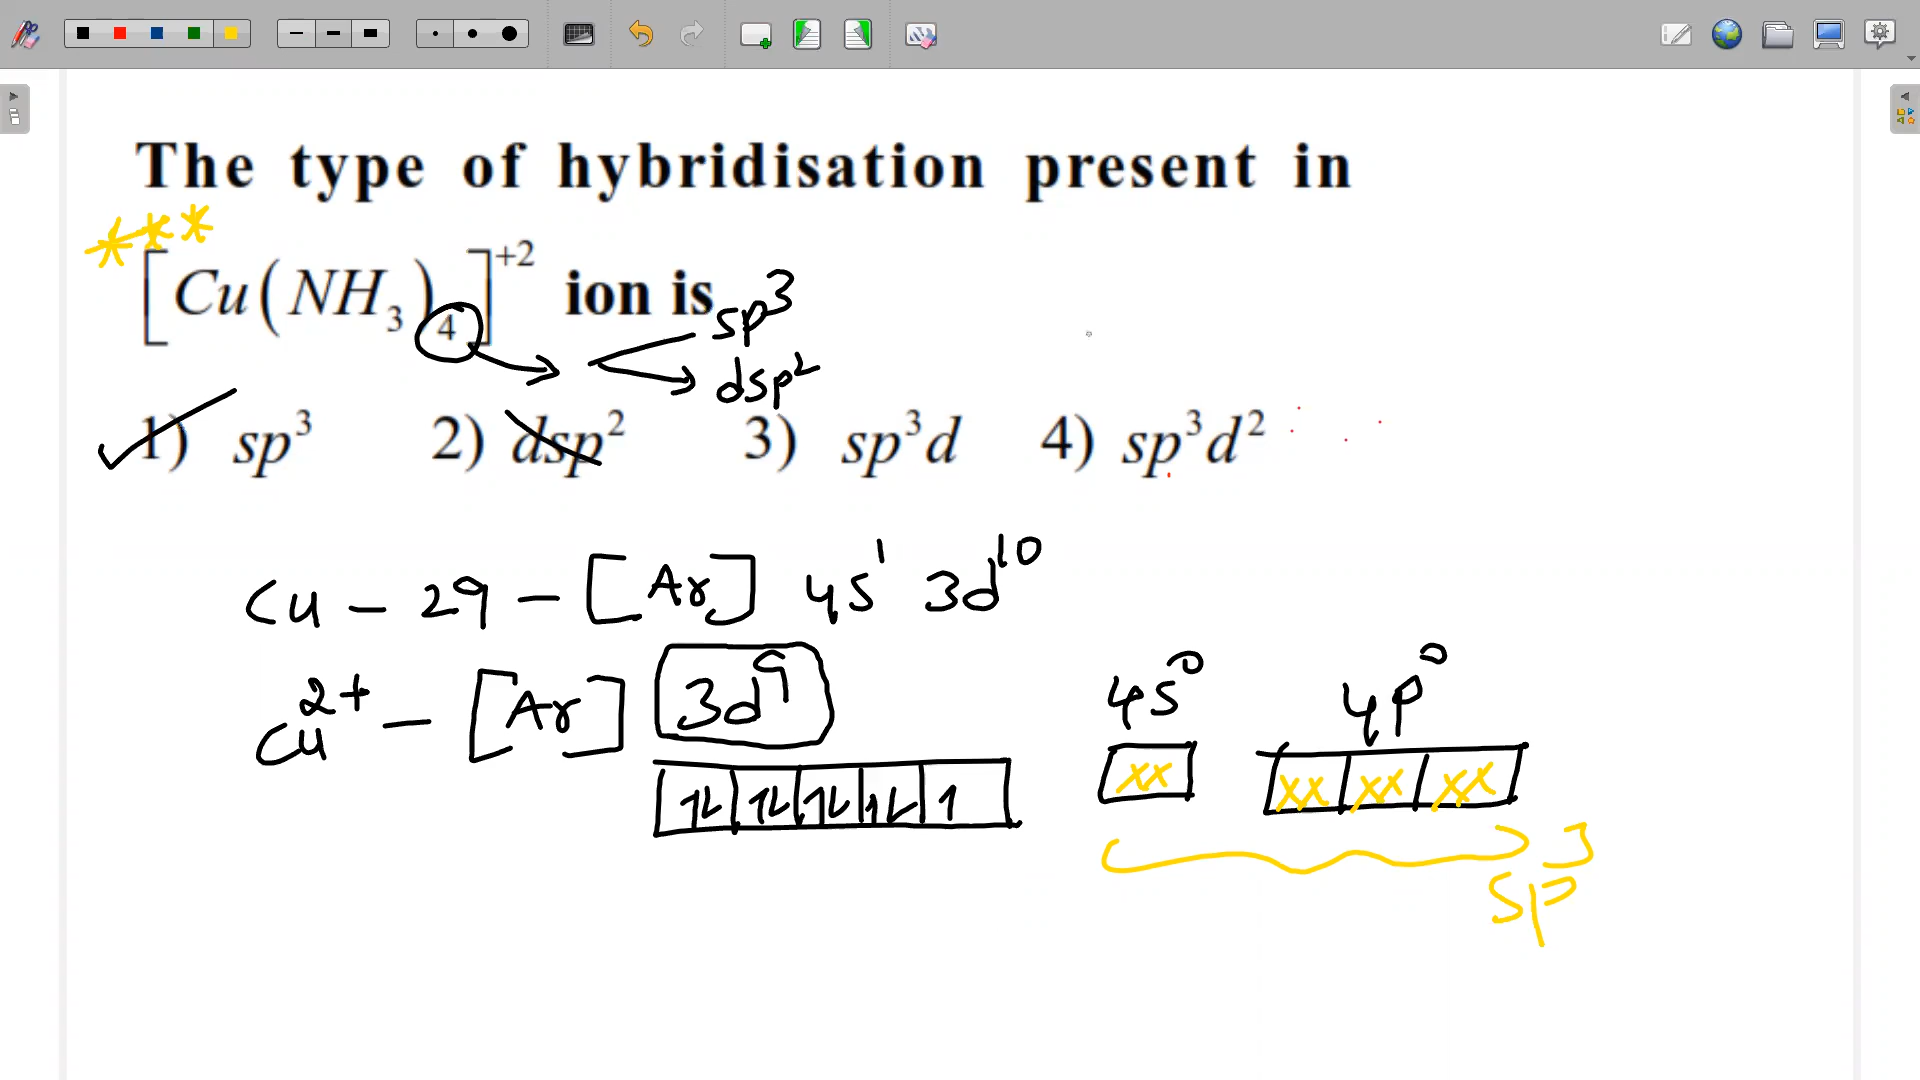 The type of hybridisation present in
***
[Cu(NH₃)₄]⁺² ion is
sp³
dsp²
1) sp³ 2) dsp² 3) sp³d 4) sp³d²
Cu – 29 – [Ar] 4s¹ 3d¹⁰
Cu²⁺ – [Ar] 3d⁹ 4s⁰ 4p⁰
1L 1L 1L 1L 1 xx xx xx xx
sp³